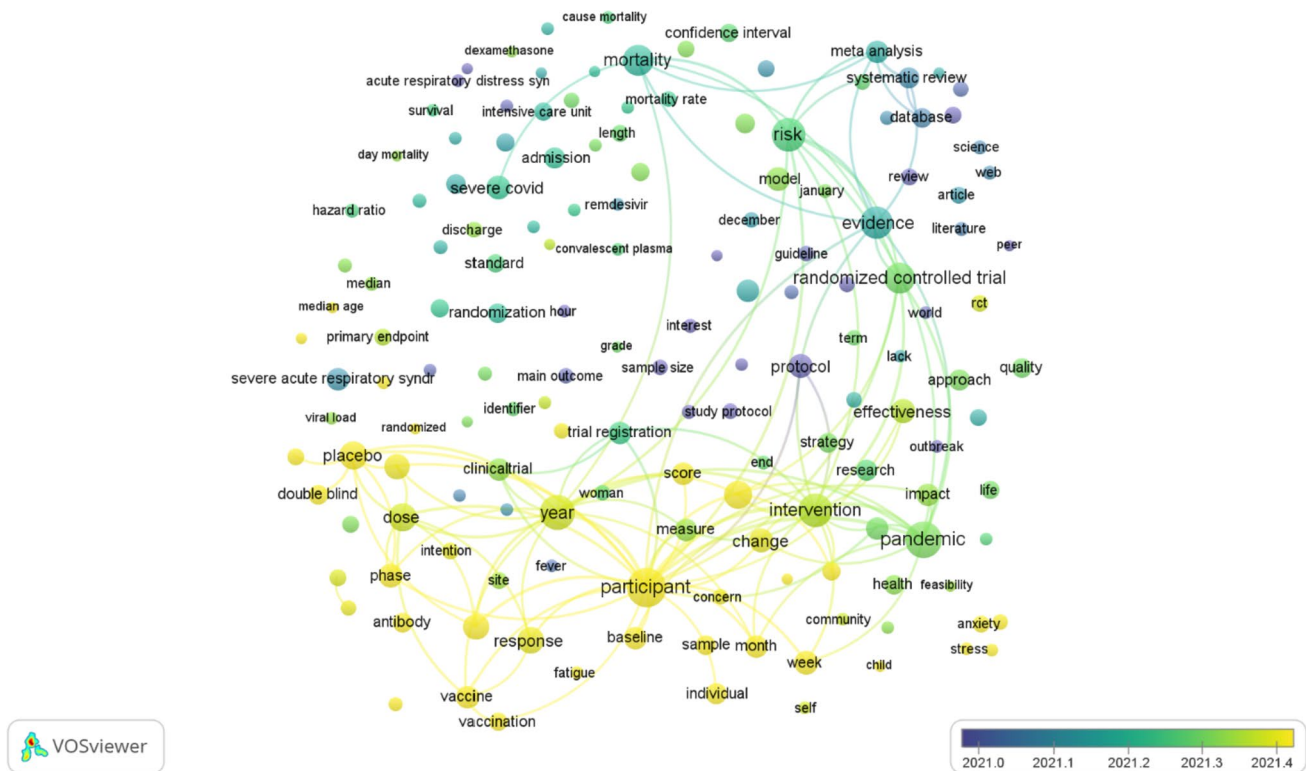 cause mortality
confidence interval
dexamethasone
mortality
meta analysis
acute respiratory distress syn
systematic review
mortality rate
survival
intensive care unit
database
length
risk
science
day mortality
admission
model
review
web
severe covid
january
article
hazard ratio
remdesivir
december
evidence
literature
discharge
convalescent plasma
guideline
peer
standard
randomized controlled trial
median
median age
randomization
hour
world
rct
interest
primary endpoint
grade
term
lack
severe acute respiratory syndr
main outcome
sample size
protocol
quality
approach
viral load
identifier
study protocol
effectiveness
randomized
trial registration
strategy
outbreak
placebo
clinicaltrial
score
end
research
double blind
woman
impact
life
dose
year
measure
intervention
change
pandemic
intention
phase
site
fever
participant
concern
health
feasibility
antibody
response
baseline
community
anxiety
sample
month
stress
fatigue
week
child
vaccine
individual
self
vaccination
VOSviewer
2021.0
2021.1
2021.2
2021.3
2021.4